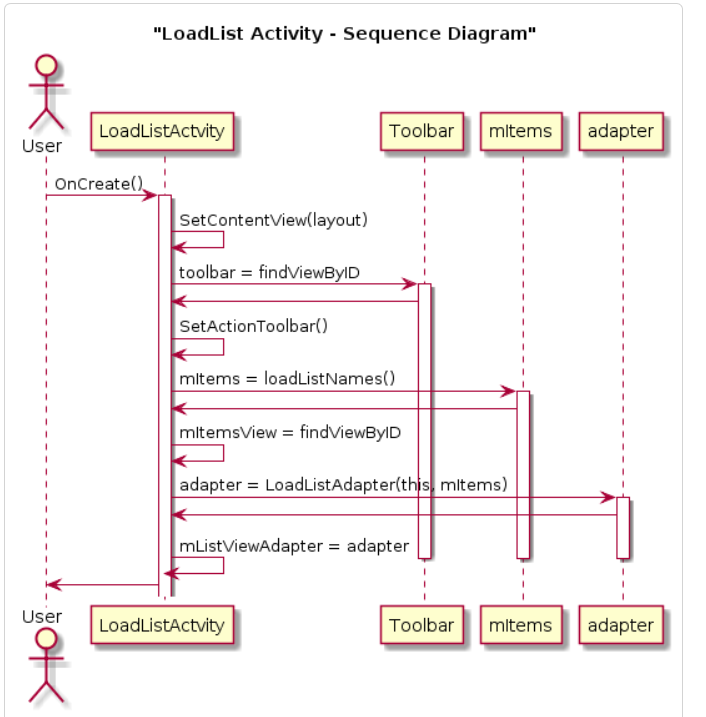 "LoadList Activity - Sequence Diagram"
User
LoadListActvity
Toolbar
mItems
adapter
OnCreate()
SetContentView(layout)
toolbar = findViewByID
SetActionToolbar()
mItems = loadListNames()
mItemsView = findViewByID
adapter = LoadListAdapter(this, mItems)
mListViewAdapter = adapter
User
LoadListActvity
Toolbar
mItems
adapter